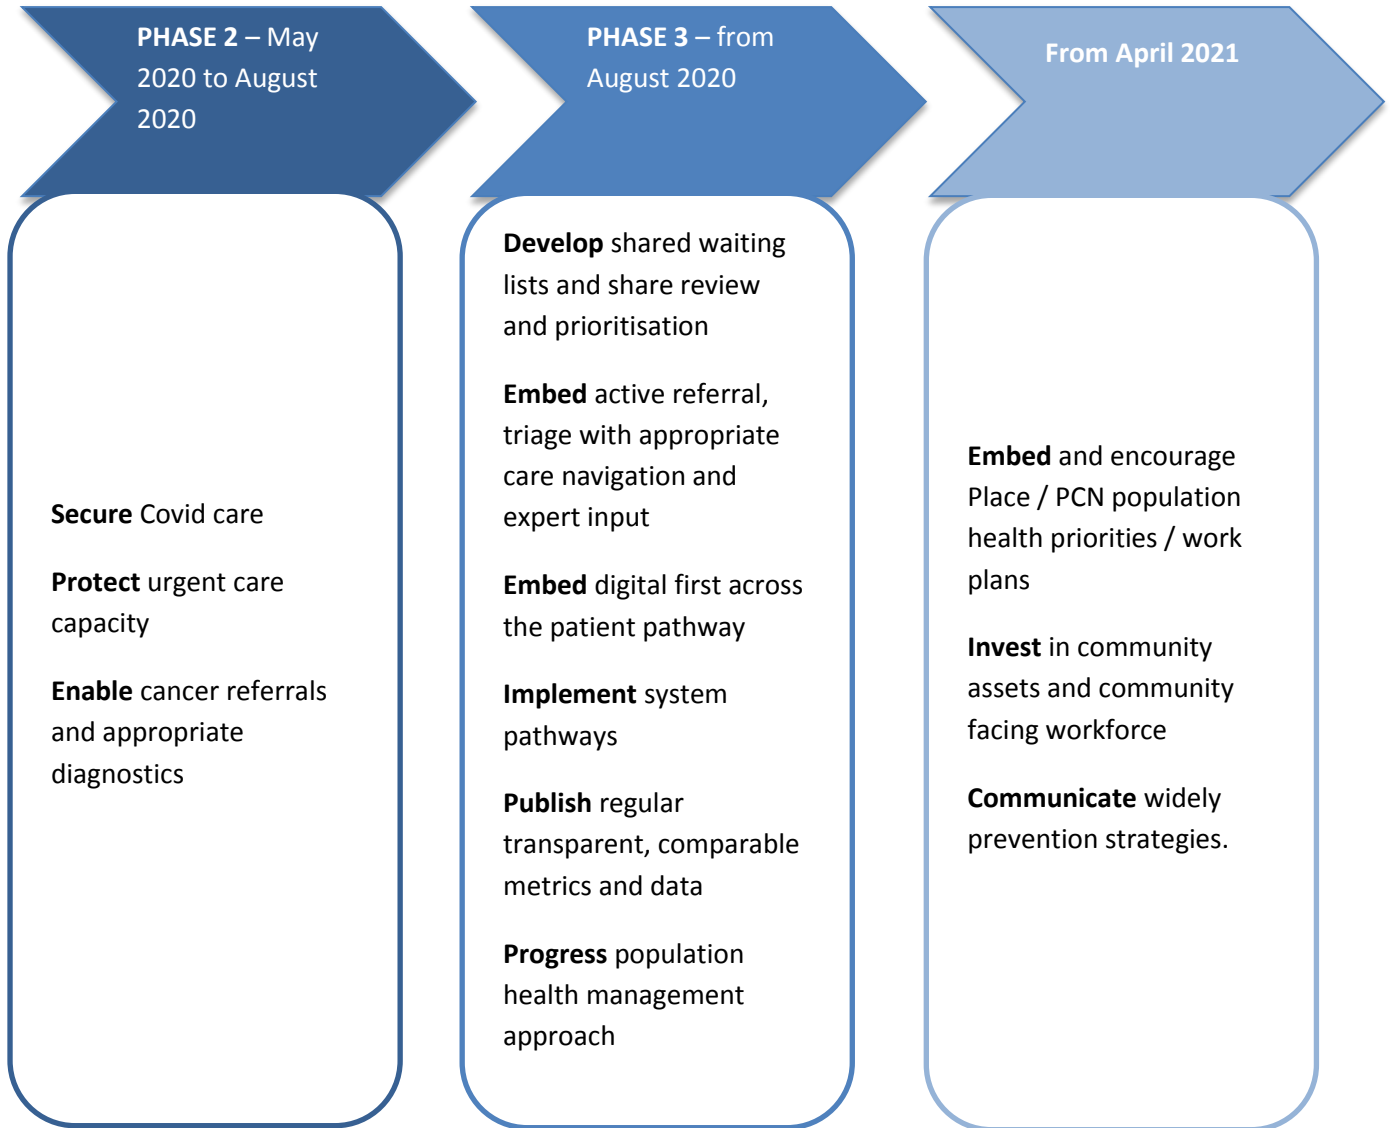 PHASE 2 – May
2020 to August
2020
Secure Covid care
Protect urgent care
capacity
Enable cancer referrals
and appropriate
diagnostics
PHASE 3 – from
August 2020
Develop shared waiting
lists and share review
and prioritisation
Embed active referral,
triage with appropriate
care navigation and
expert input
Embed digital first across
the patient pathway
Implement system
pathways
Publish regular
transparent, comparable
metrics and data
Progress population
health management
approach
From April 2021
Embed and encourage
Place / PCN population
health priorities / work
plans
Invest in community
assets and community
facing workforce
Communicate widely
prevention strategies.